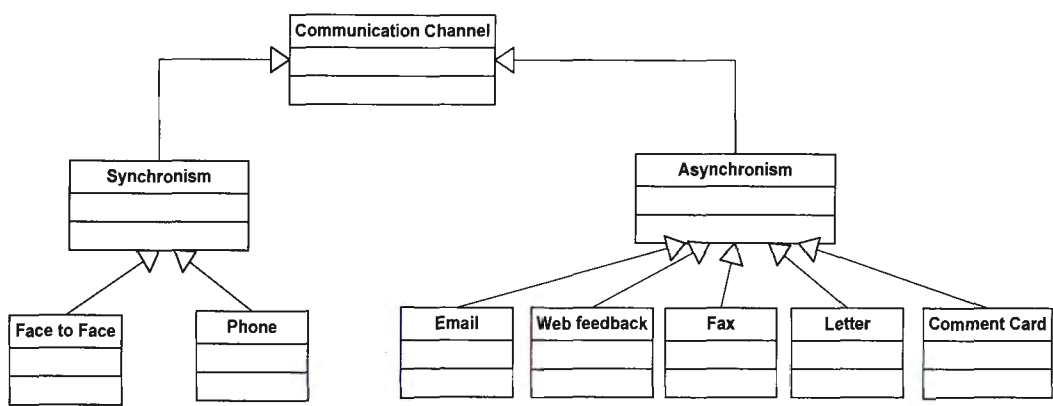 Communication Channel
Synchronism
Asynchronism
Face to Face
Phone
Email
Web feedback
Fax
Letter
Comment Card